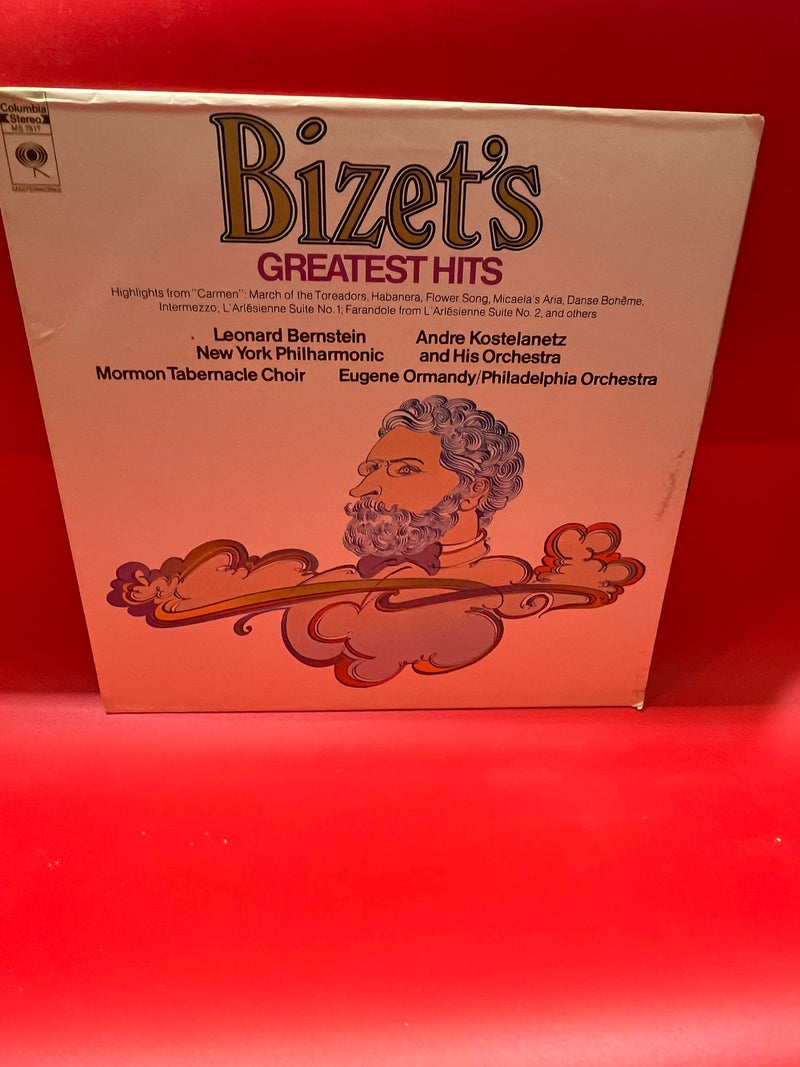 Columbia
Stereo
MS 7517
MASTERWORKS
Bizet's
GREATEST HITS
Highlights from "Carmen": March of the Toreadors, Habanera, Flower Song, Micaela's Aria, Danse Bohême,
Intermezzo; L'Arlésienne Suite No. 1; Farandole from L'Arlésienne Suite No. 2, and others
Leonard Bernstein
New York Philharmonic
Andre Kostelanetz
and His Orchestra
Mormon Tabernacle Choir
Eugene Ormandy/Philadelphia Orchestra